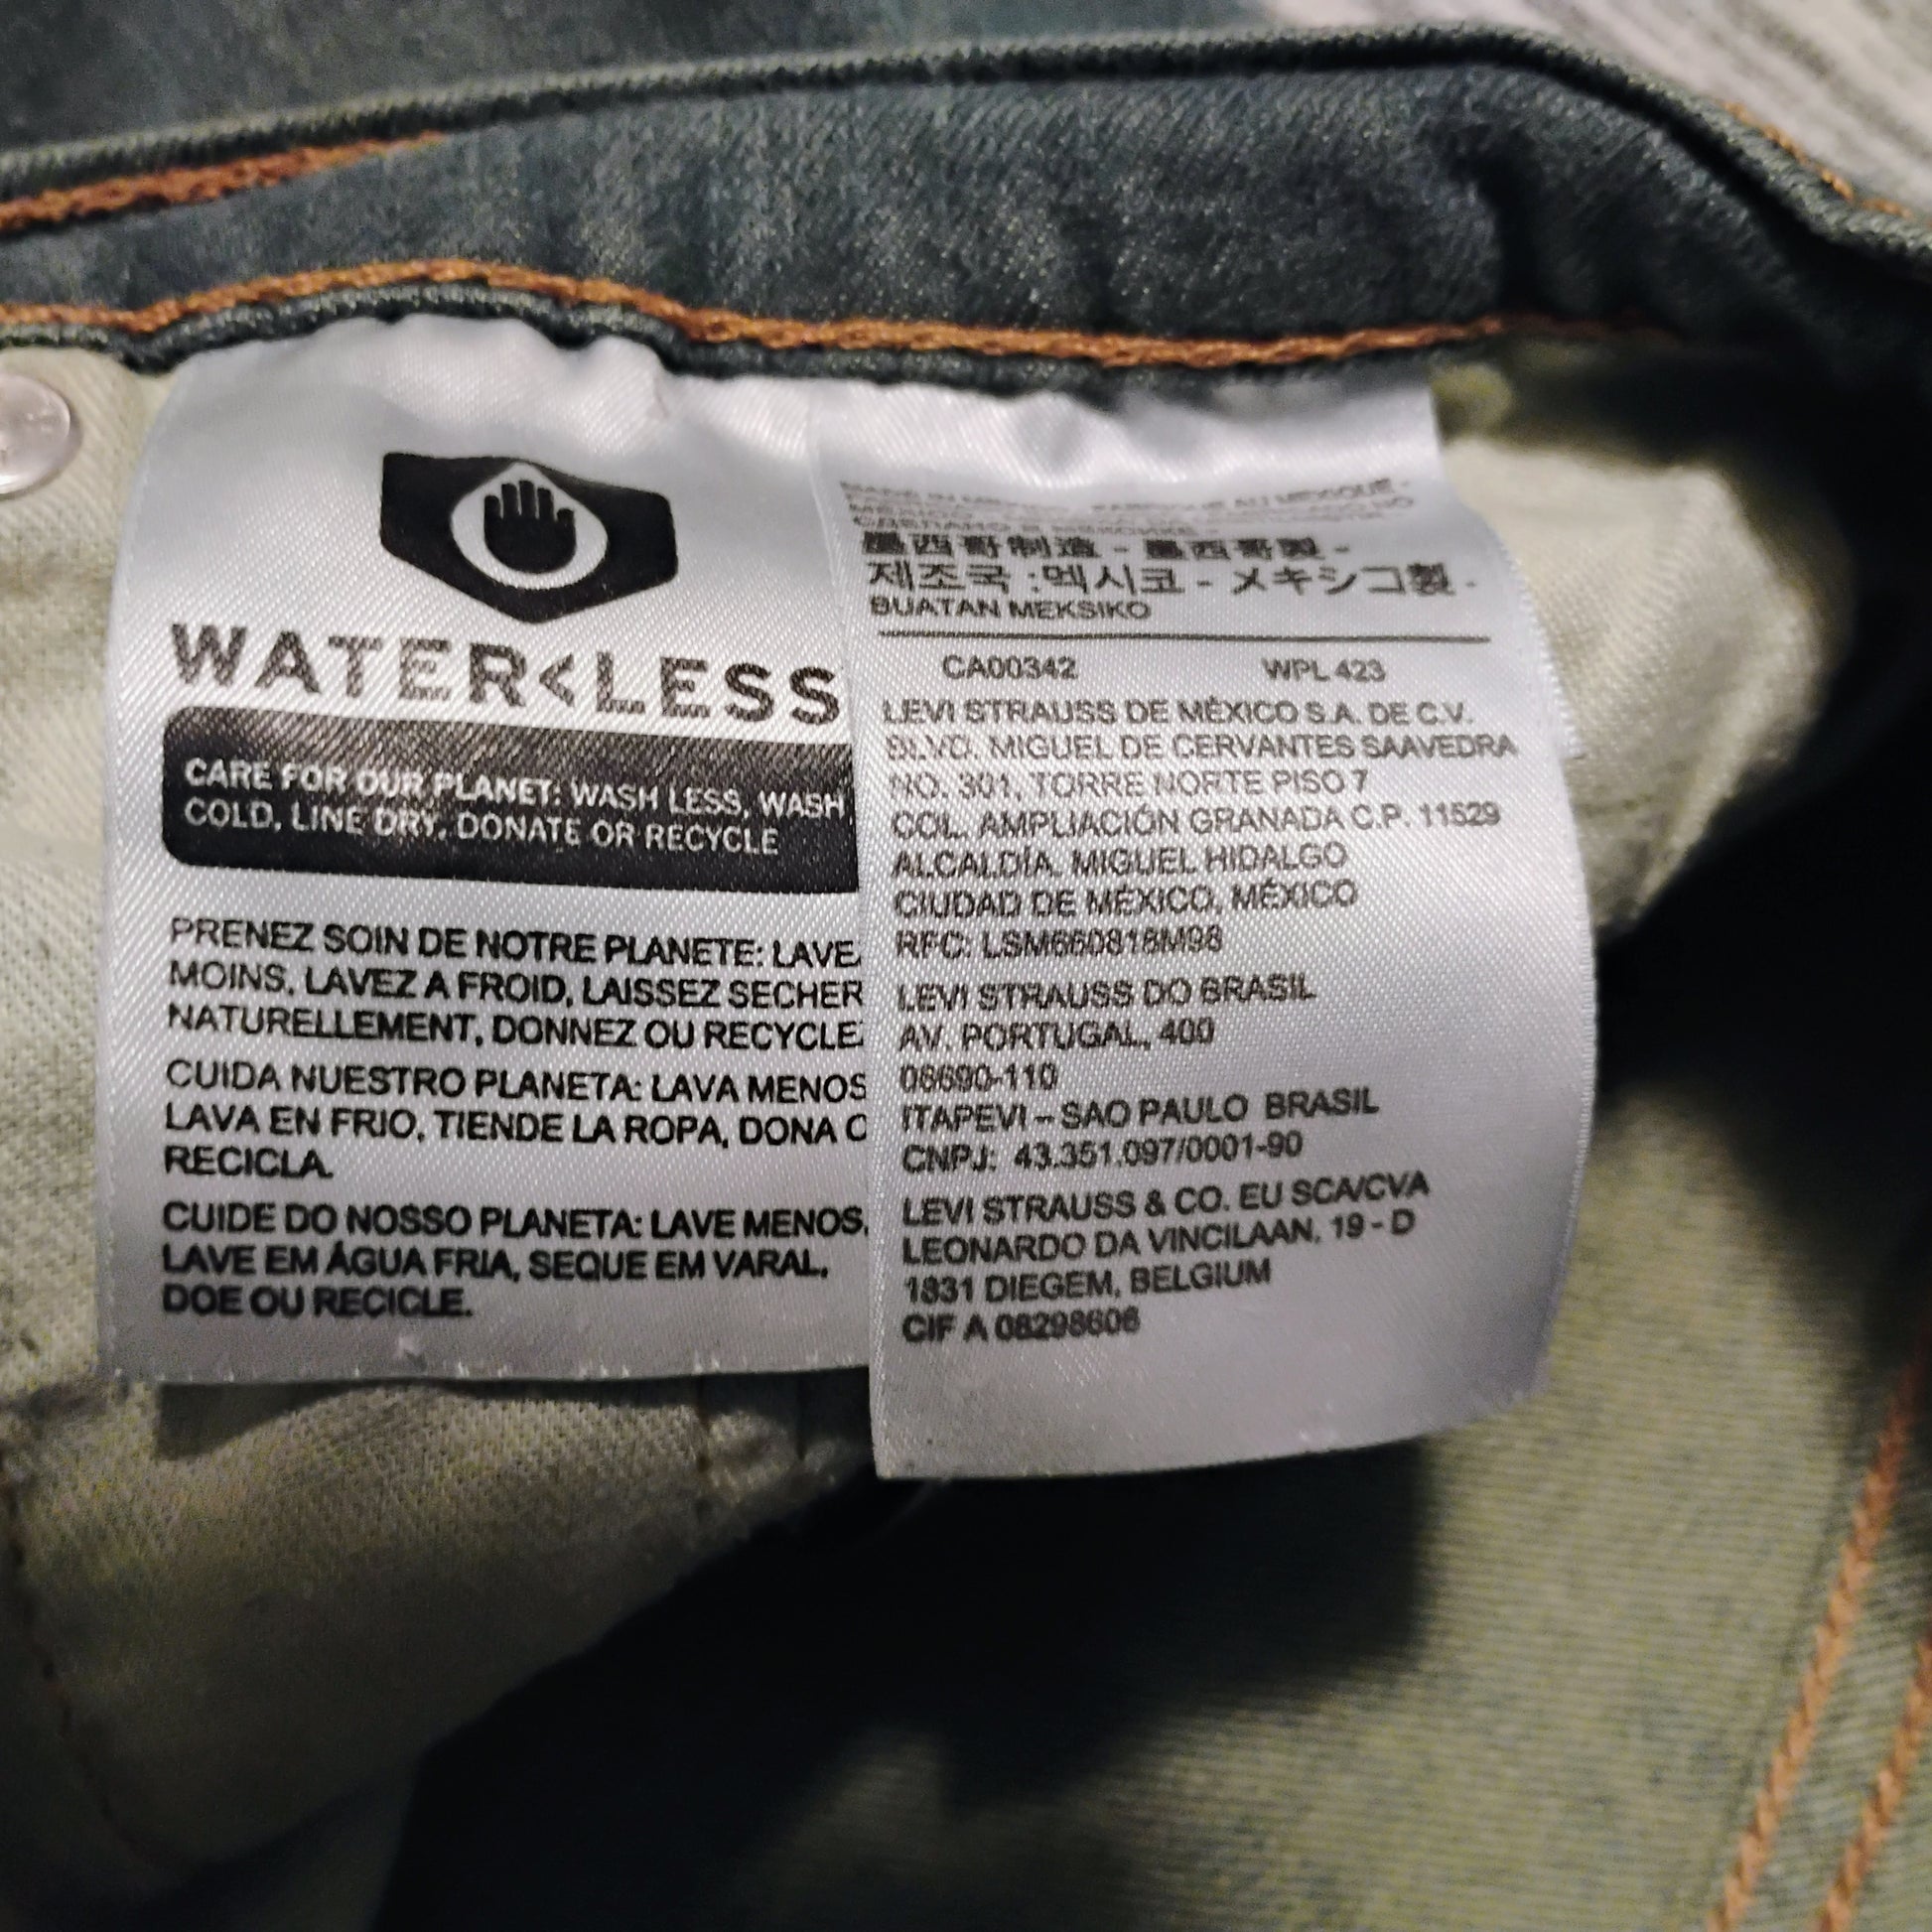 WATER<LESS
CARE FOR OUR PLANET: WASH LESS, WASH
COLD, LINE DRY, DONATE OR RECYCLE
PRENEZ SOIN DE NOTRE PLANETE: LAVE
MOINS, LAVEZ A FROID, LAISSEZ SECHER
NATURELLEMENT, DONNEZ OU RECYCLE
CUIDA NUESTRO PLANETA: LAVA MENOS
LAVA EN FRIO, TIENDE LA ROPA, DONA O
RECICLA.
CUIDE DO NOSSO PLANETA: LAVE MENOS,
LAVE EM ÁGUA FRIA, SEQUE EM VARAL,
DOE OU RECICLE.
MADE IN AU MEXIQUE -
墨西哥制造 - 墨西哥製 -
제조국 :멕시코 - メキシコ製 -
BUATAN MEKSIKO
CA00342 WPL 423
LEVI STRAUSS DE MÉXICO S.A. DE C.V.
BLVD. MIGUEL DE CERVANTES SAAVEDRA
NO. 301, TORRE NORTE PISO 7
COL. AMPLIACIÓN GRANADA C.P. 11529
ALCALDÍA. MIGUEL HIDALGO
CIUDAD DE MÉXICO, MÉXICO
RFC: LSM660818M98
LEVI STRAUSS DO BRASIL
AV. PORTUGAL, 400
06690-110
ITAPEVI – SAO PAULO BRASIL
CNPJ: 43.351.097/0001-90
LEVI STRAUSS & CO. EU SCA/CVA
LEONARDO DA VINCILAAN, 19 - D
1831 DIEGEM, BELGIUM
CIF A 08298606